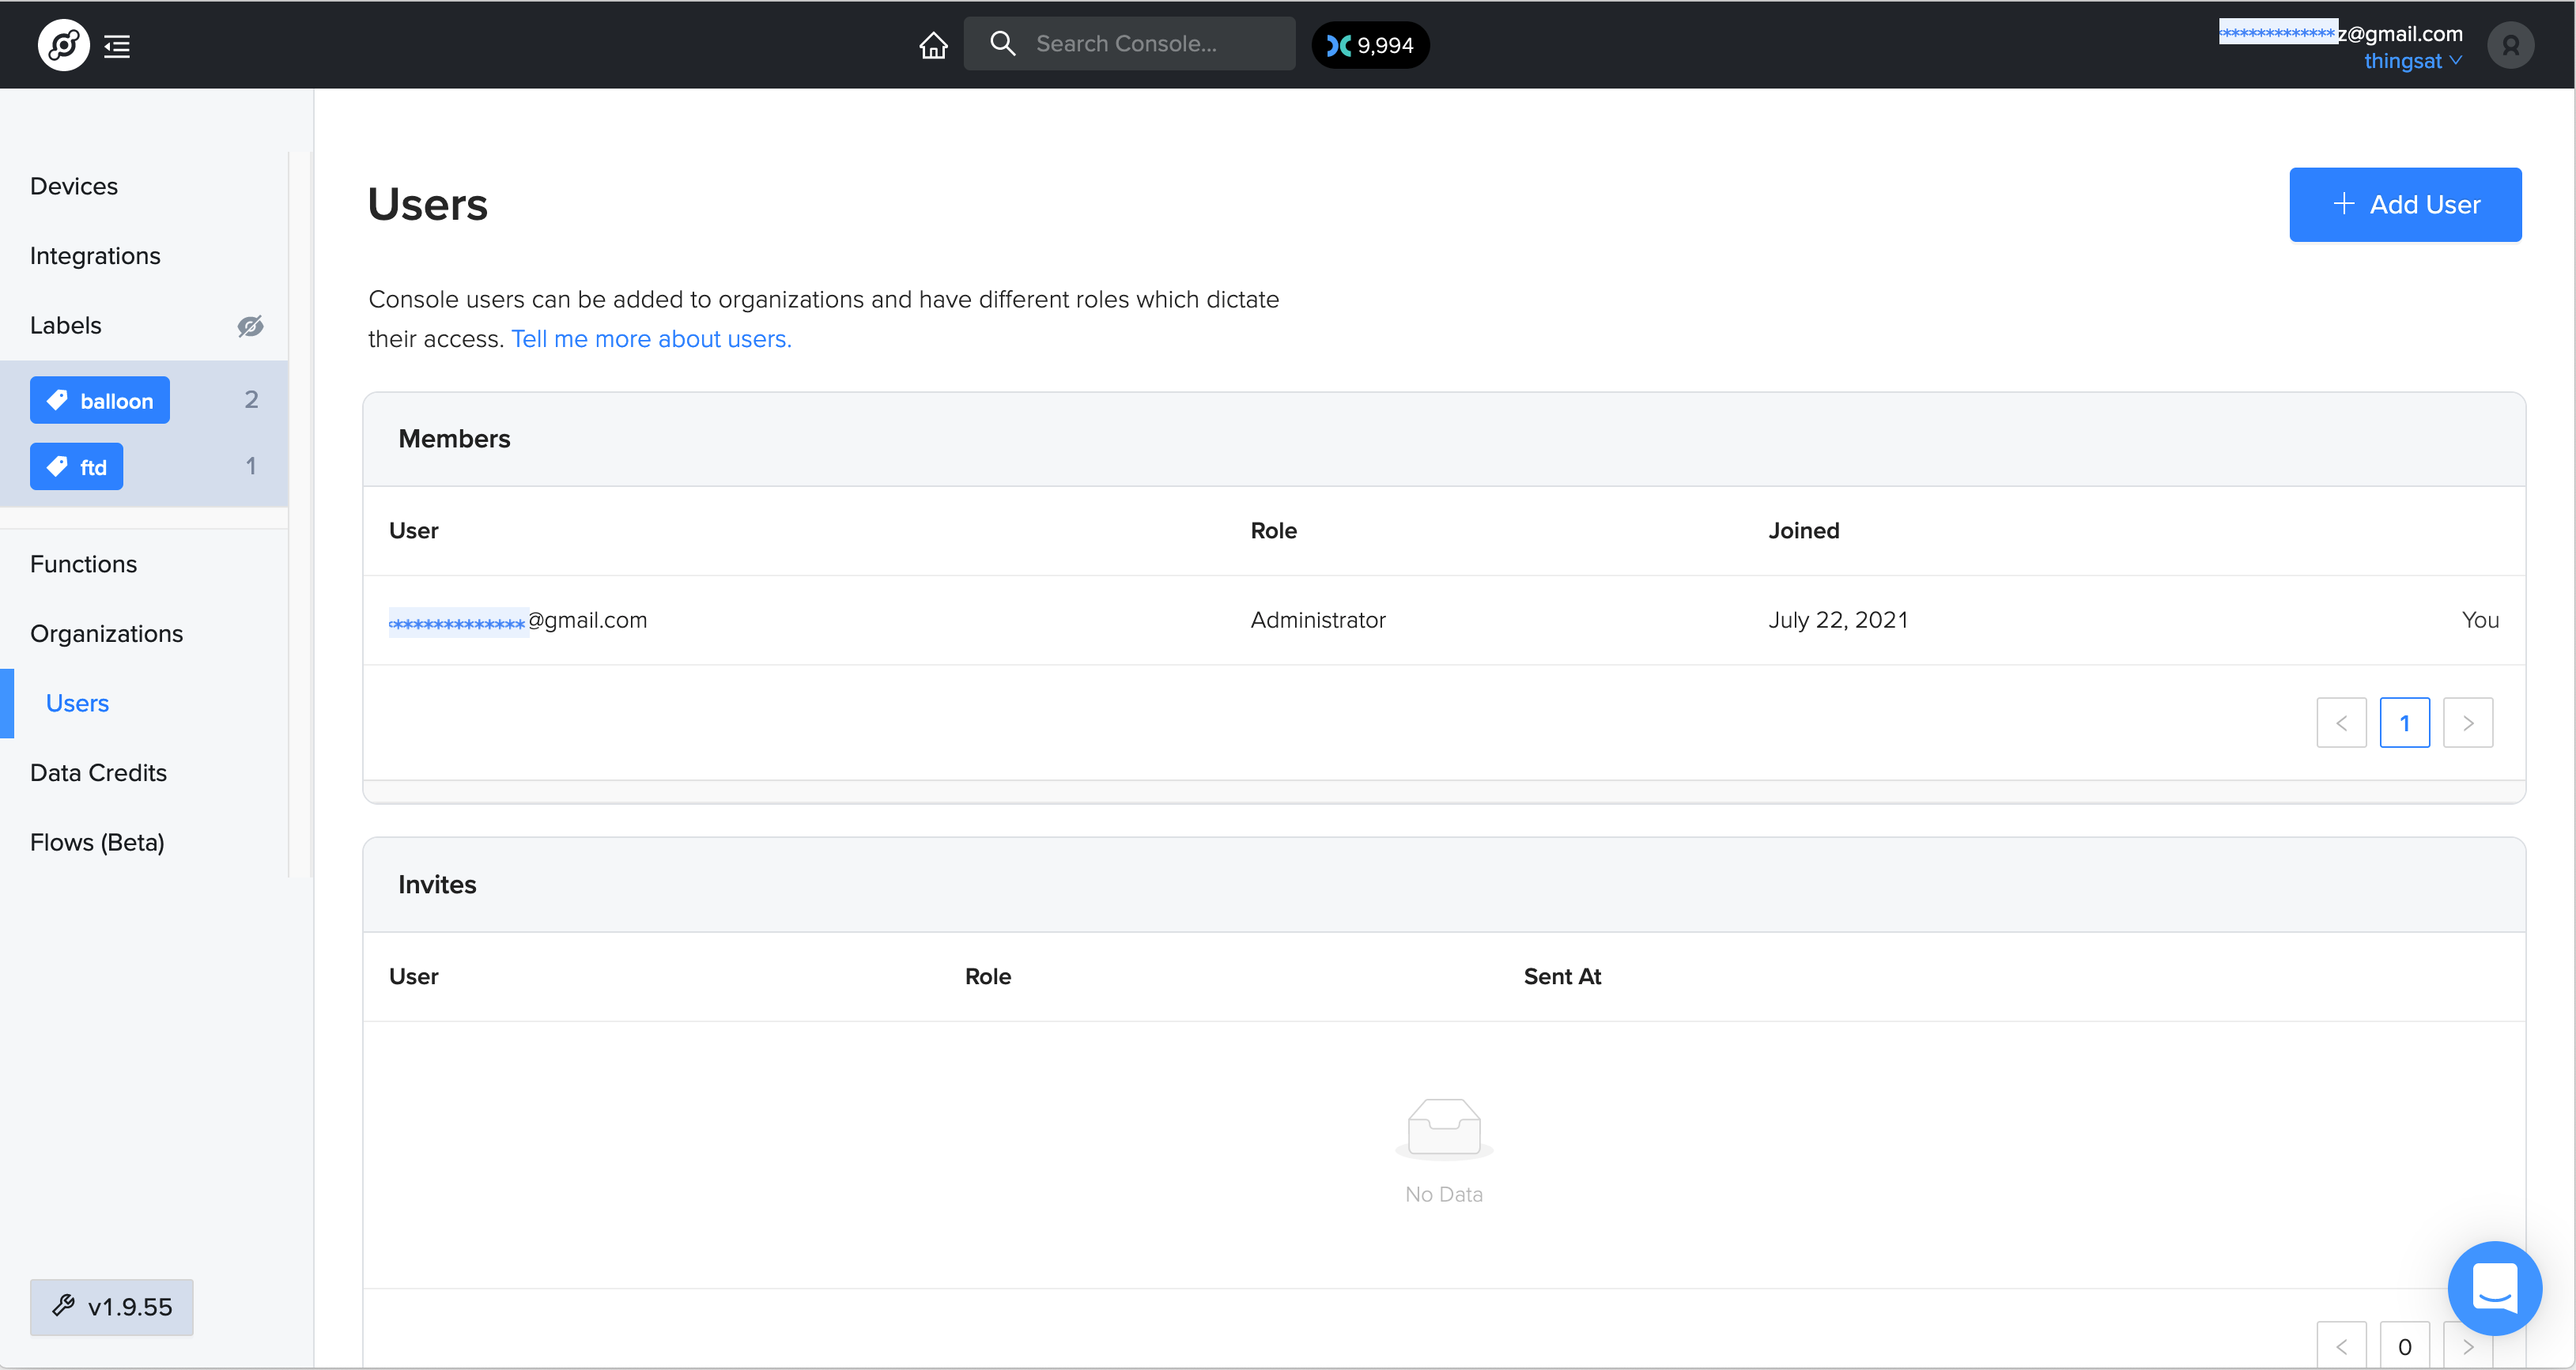 Search Console...
9,994
**************z@gmail.com
thingsat
Devices
Integrations
Labels
balloon 2
ftd 1
Functions
Organizations
Users
Data Credits
Flows (Beta)
v1.9.55
Users
+ Add User
Console users can be added to organizations and have different roles which dictate
their access. Tell me more about users.
Members
User Role Joined
**************@gmail.com Administrator July 22, 2021 You
< 1 >
Invites
User Role Sent At
No Data
< 0 >